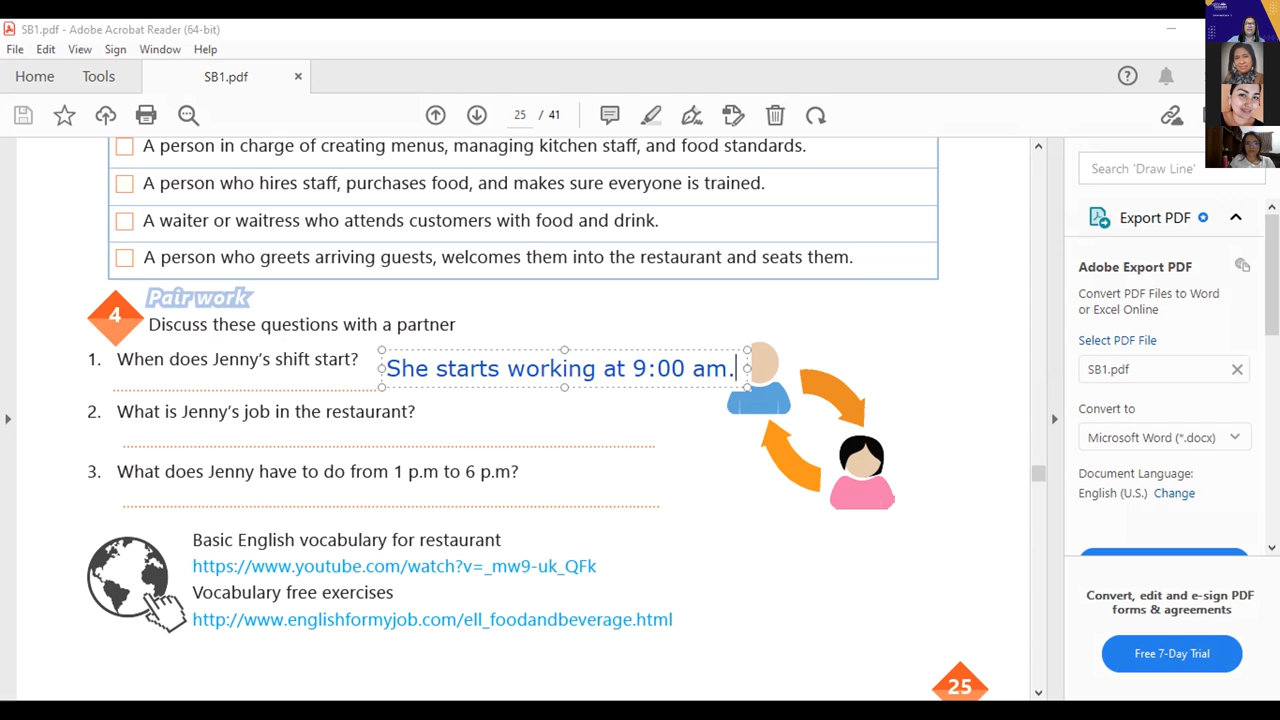 SB1.pdf - Adobe Acrobat Reader (64-bit)
File Edit View Sign Window Help
Home Tools SB1.pdf ×
25 / 41
A person in charge of creating menus, managing kitchen staff, and food standards.
A person who hires staff, purchases food, and makes sure everyone is trained.
A waiter or waitress who attends customers with food and drink.
A person who greets arriving guests, welcomes them into the restaurant and seats them.
Pair work
4
Discuss these questions with a partner
1. When does Jenny's shift start?
She starts working at 9:00 am.
2. What is Jenny's job in the restaurant?
3. What does Jenny have to do from 1 p.m to 6 p.m?
Basic English vocabulary for restaurant
https://www.youtube.com/watch?v=_mw9-uk_QFk
Vocabulary free exercises
http://www.englishformyjob.com/ell_foodandbeverage.html
25
Search 'Draw Line'
Export PDF
Adobe Export PDF
Convert PDF Files to Word
or Excel Online
Select PDF File
SB1.pdf
Convert to
Microsoft Word (*.docx)
Document Language:
English (U.S.) Change
Convert, edit and e-sign PDF
forms & agreements
Free 7-Day Trial